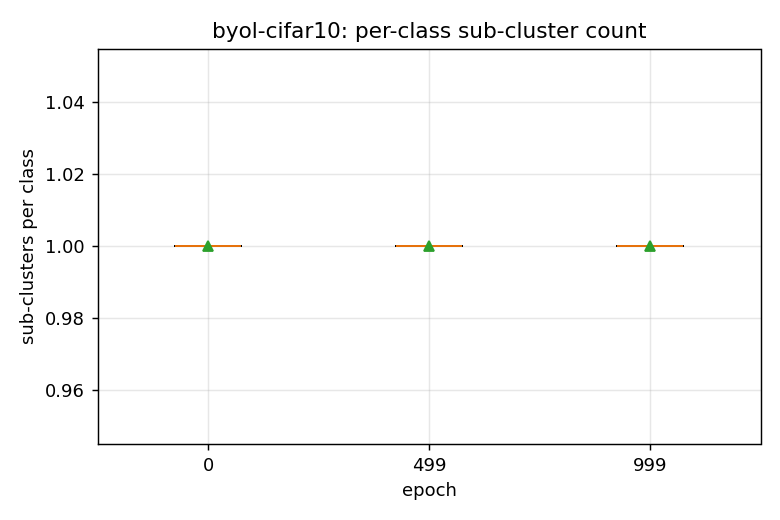 byol-cifar10: per-class sub-cluster count
sub-clusters per class
1.04
1.02
1.00
0.98
0.96
0 499 999
epoch